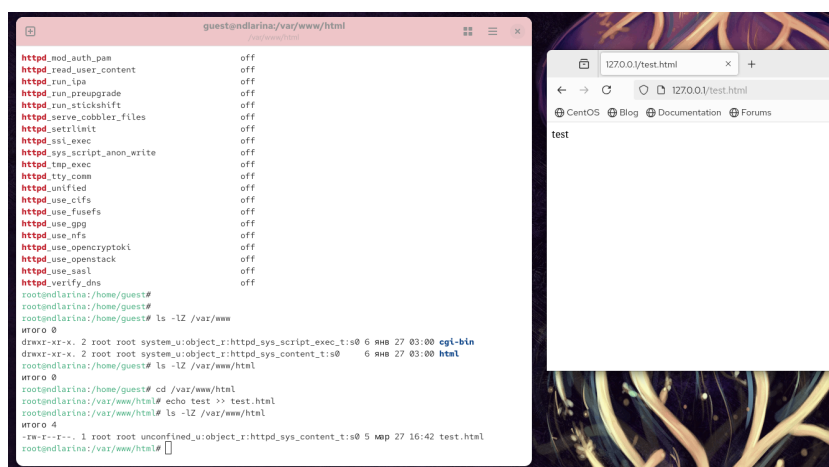 guest@ndlarina:/var/www/html
/var/www/html
httpd_mod_auth_pam off
httpd_read_user_content off
httpd_run_ipa off
httpd_run_preupgrade off
httpd_run_stickshift off
httpd_serve_cobbler_files off
httpd_setrlimit off
httpd_ssi_exec off
httpd_sys_script_anon_write off
httpd_tmp_exec off
httpd_tty_comm off
httpd_unified off
httpd_use_cifs off
httpd_use_fusefs off
httpd_use_gpg off
httpd_use_nfs off
httpd_use_opencryptoki off
httpd_use_openstack off
httpd_use_sasl off
httpd_verify_dns off
root@ndlarina:/home/guest#
root@ndlarina:/home/guest#
root@ndlarina:/home/guest# ls -lZ /var/www
итого 0
drwxr-xr-x. 2 root root system_u:object_r:httpd_sys_script_exec_t:s0 6 янв 27 03:00 cgi-bin
drwxr-xr-x. 2 root root system_u:object_r:httpd_sys_content_t:s0 6 янв 27 03:00 html
root@ndlarina:/home/guest# ls -lZ /var/www/html
итого 0
root@ndlarina:/home/guest# cd /var/www/html
root@ndlarina:/var/www/html# echo test >> test.html
root@ndlarina:/var/www/html# ls -lZ /var/www/html
итого 4
-rw-r--r--. 1 root root unconfined_u:object_r:httpd_sys_content_t:s0 5 мар 27 16:42 test.html
root@ndlarina:/var/www/html#
127.0.0.1/test.html
127.0.0.1/test.html
CentOS Blog Documentation Forums
test